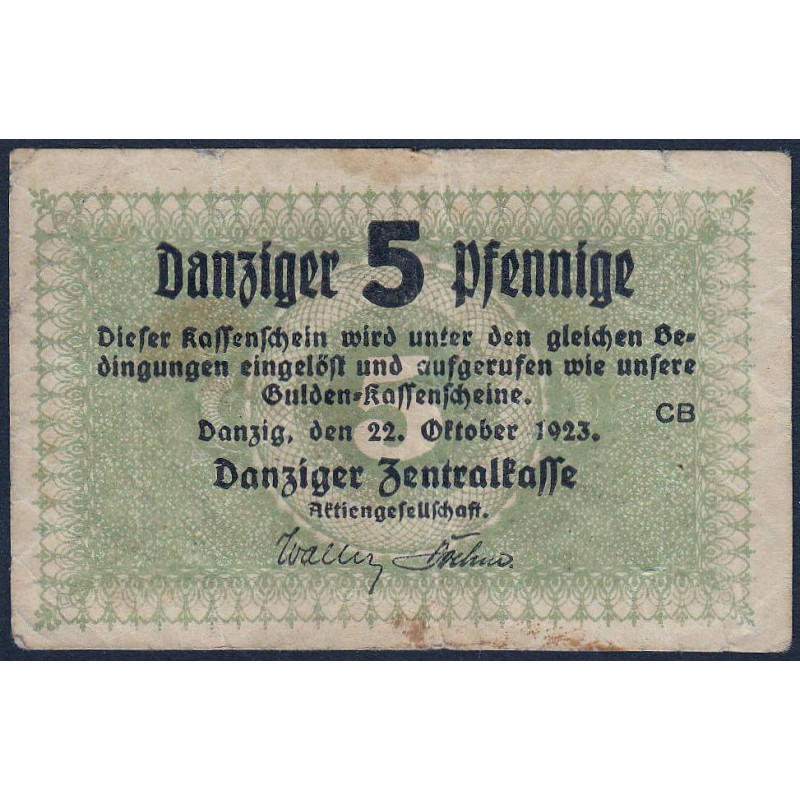 Danziger 5 Pfennige
Dieser Kassenschein wird unter den gleichen Be-
dingungen eingelöst und aufgerufen wie unsere
Gulden-Kassenscheine.
CB
Danzig, den 22. Oktober 1923.
Danziger Zentralkasse
Aktiengesellschaft.
5